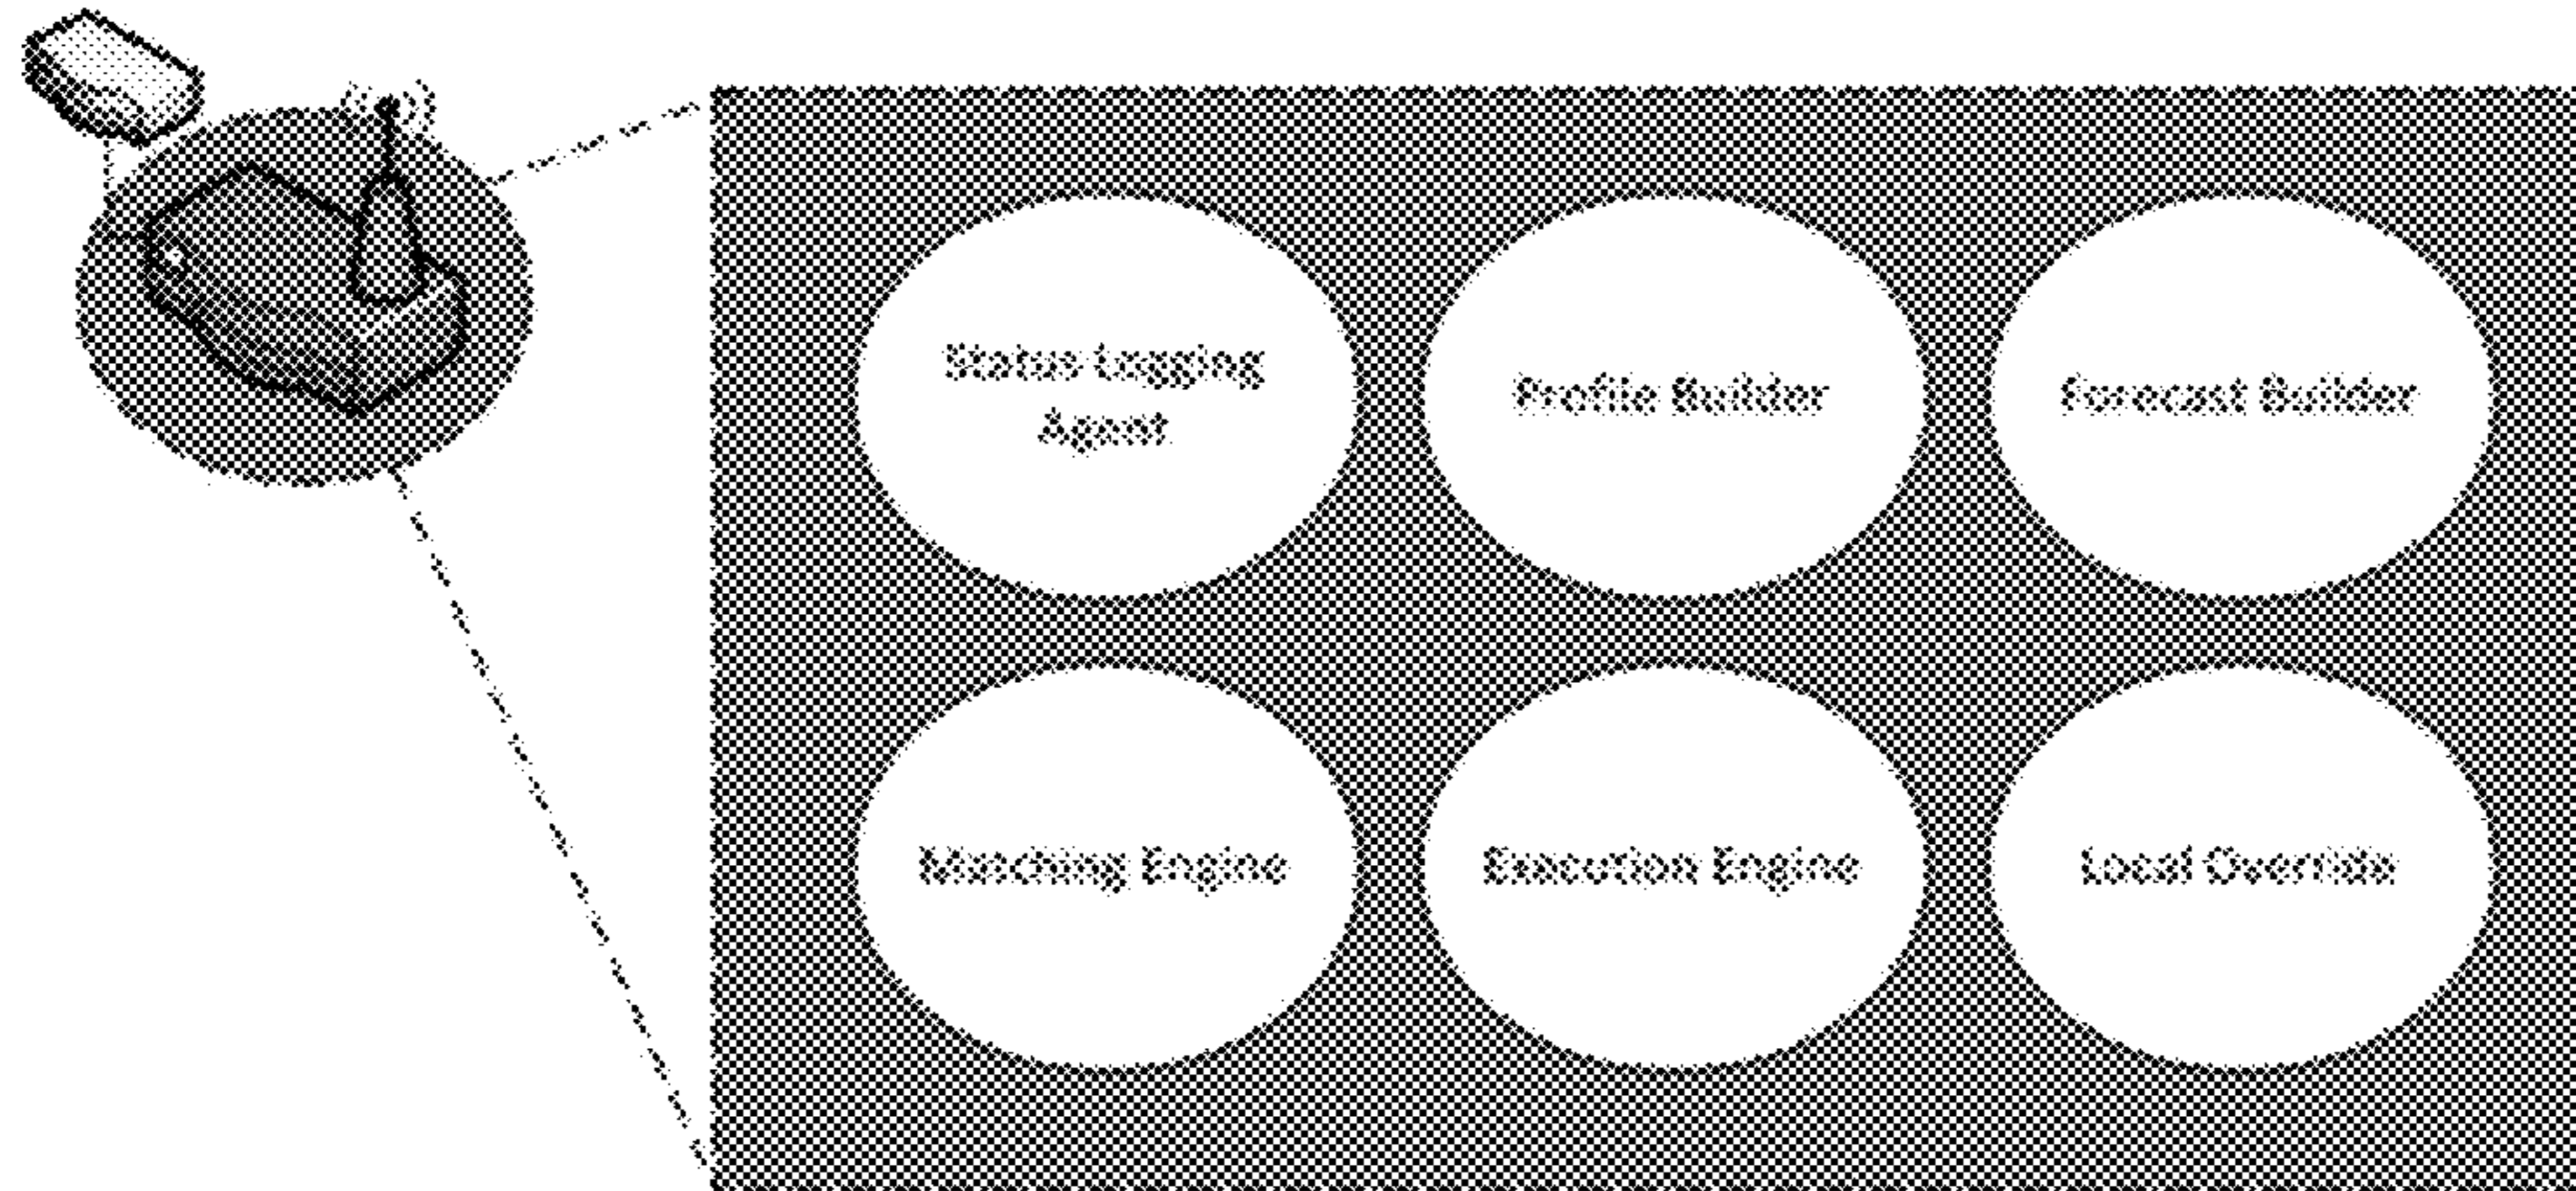 Status Logging
Agent
Profile Builder
Forecast Builder
Matching Engine
Execution Engine
Local Override